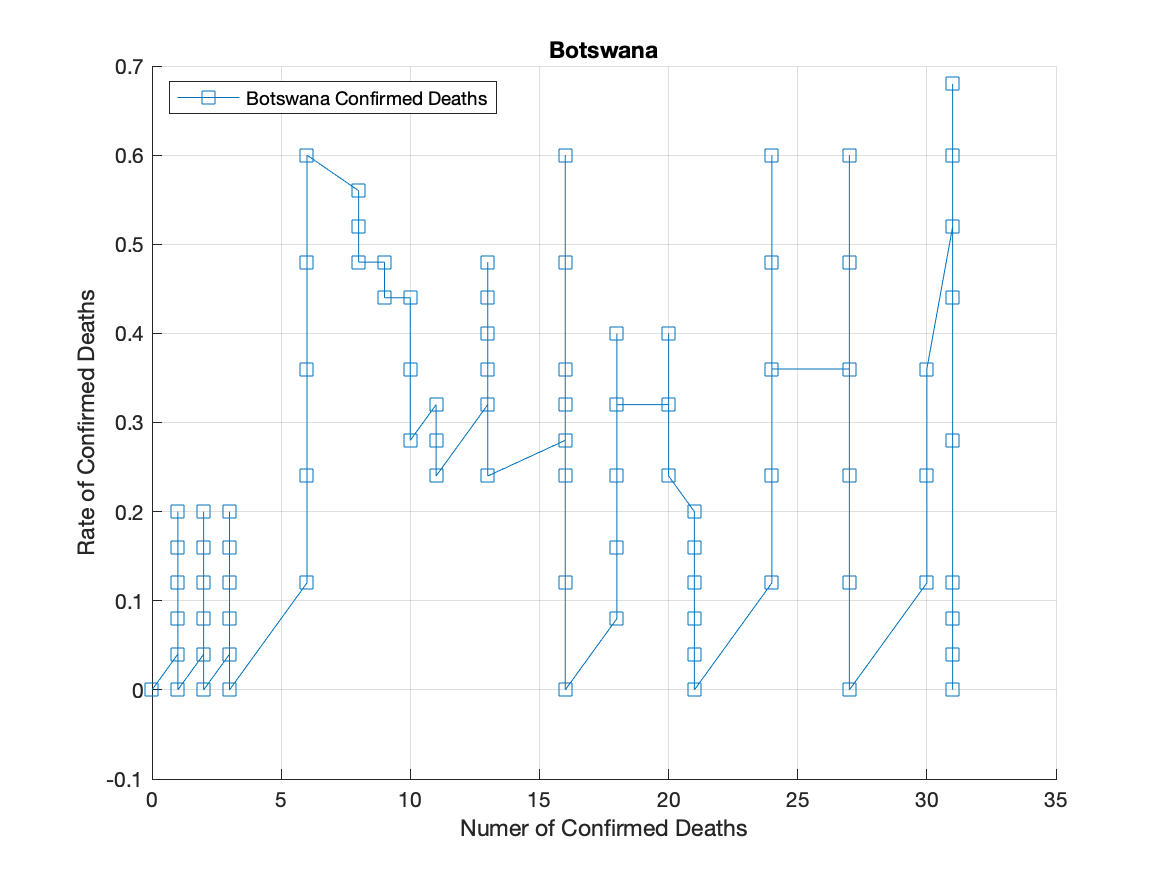 Botswana
Botswana Confirmed Deaths
0.7
0.6
0.5
0.4
0.3
0.2
0.1
0
-0.1
Rate of Confirmed Deaths
0 5 10 15 20 25 30 35
Numer of Confirmed Deaths